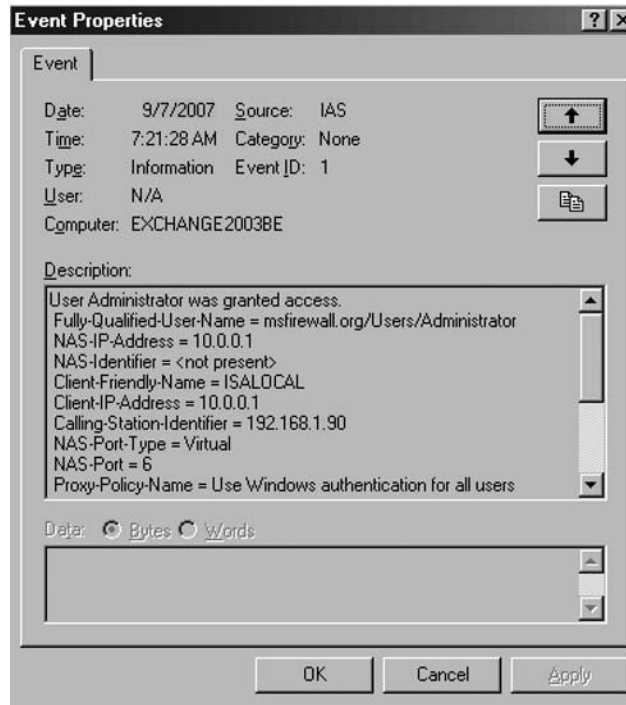 Event Properties
? X
Event
Date: 9/7/2007 Source: IAS
Time: 7:21:28 AM Category: None
Type: Information Event ID: 1
User: N/A
Computer: EXCHANGE2003BE
Description:
User Administrator was granted access.
Fully-Qualified-User-Name = msfirewall.org/Users/Administrator
NAS-IP-Address = 10.0.0.1
NAS-Identifier = <not present>
Client-Friendly-Name = ISALOCAL
Client-IP-Address = 10.0.0.1
Calling-Station-Identifier = 192.168.1.90
NAS-Port-Type = Virtual
NAS-Port = 6
Proxy-Policy-Name = Use Windows authentication for all users
Data: Bytes Words
OK Cancel Apply